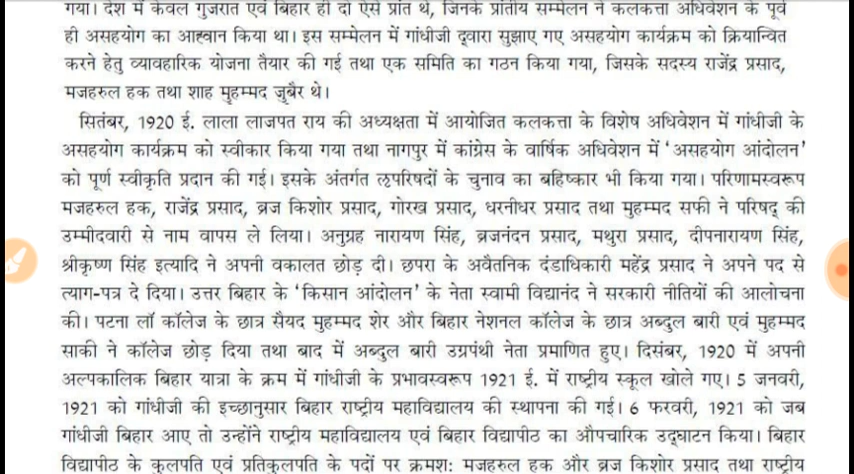 गया। देश में केवल गुजरात एवं बिहार ही दो ऐसे प्रांत थे, जिनके प्रांतीय सम्मेलन ने कलकत्ता अधिवेशन के पूर्व
ही असहयोग का आह्वान किया था। इस सम्मेलन में गांधीजी द्वारा सुझाए गए असहयोग कार्यक्रम को क्रियान्वित
करने हेतु व्यावहारिक योजना तैयार की गई तथा एक समिति का गठन किया गया, जिसके सदस्य राजेंद्र प्रसाद,
मजहरुल हक तथा शाह मुहम्मद जुबैर थे।
सितंबर, 1920 ई. लाला लाजपत राय की अध्यक्षता में आयोजित कलकत्ता के विशेष अधिवेशन में गांधीजी के
असहयोग कार्यक्रम को स्वीकार किया गया तथा नागपुर में कांग्रेस के वार्षिक अधिवेशन में ‘असहयोग आंदोलन’
को पूर्ण स्वीकृति प्रदान की गई। इसके अंतर्गत ऌपरिषदों के चुनाव का बहिष्कार भी किया गया। परिणामस्वरूप
मजहरुल हक, राजेंद्र प्रसाद, ब्रज किशोर प्रसाद, गोरख प्रसाद, धरनीधर प्रसाद तथा मुहम्मद सफी ने परिषद् की
उम्मीदवारी से नाम वापस ले लिया। अनुग्रह नारायण सिंह, ब्रजनंदन प्रसाद, मथुरा प्रसाद, दीपनारायण सिंह,
श्रीकृष्ण सिंह इत्यादि ने अपनी वकालत छोड़ दी। छपरा के अवैतनिक दंडाधिकारी महेंद्र प्रसाद ने अपने पद से
त्याग-पत्र दे दिया। उत्तर बिहार के ‘किसान आंदोलन’ के नेता स्वामी विद्यानंद ने सरकारी नीतियों की आलोचना
की। पटना लॉ कॉलेज के छात्र सैयद मुहम्मद शेर और बिहार नेशनल कॉलेज के छात्र अब्दुल बारी एवं मुहम्मद
साकी ने कॉलेज छोड़ दिया तथा बाद में अब्दुल बारी उग्रपंथी नेता प्रमाणित हुए। दिसंबर, 1920 में अपनी
अल्पकालिक बिहार यात्रा के क्रम में गांधीजी के प्रभावस्वरूप 1921 ई. में राष्ट्रीय स्कूल खोले गए। 5 जनवरी,
1921 को गांधीजी की इच्छानुसार बिहार राष्ट्रीय महाविद्यालय की स्थापना की गई। 6 फरवरी, 1921 को जब
गांधीजी बिहार आए तो उन्होंने राष्ट्रीय महाविद्यालय एवं बिहार विद्यापीठ का औपचारिक उद्घाटन किया। बिहार
विद्यापीठ के कुलपति एवं प्रतिकुलपति के पदों पर क्रमशः मजहरुल हक और ब्रज किशोर प्रसाद तथा राष्ट्रीय